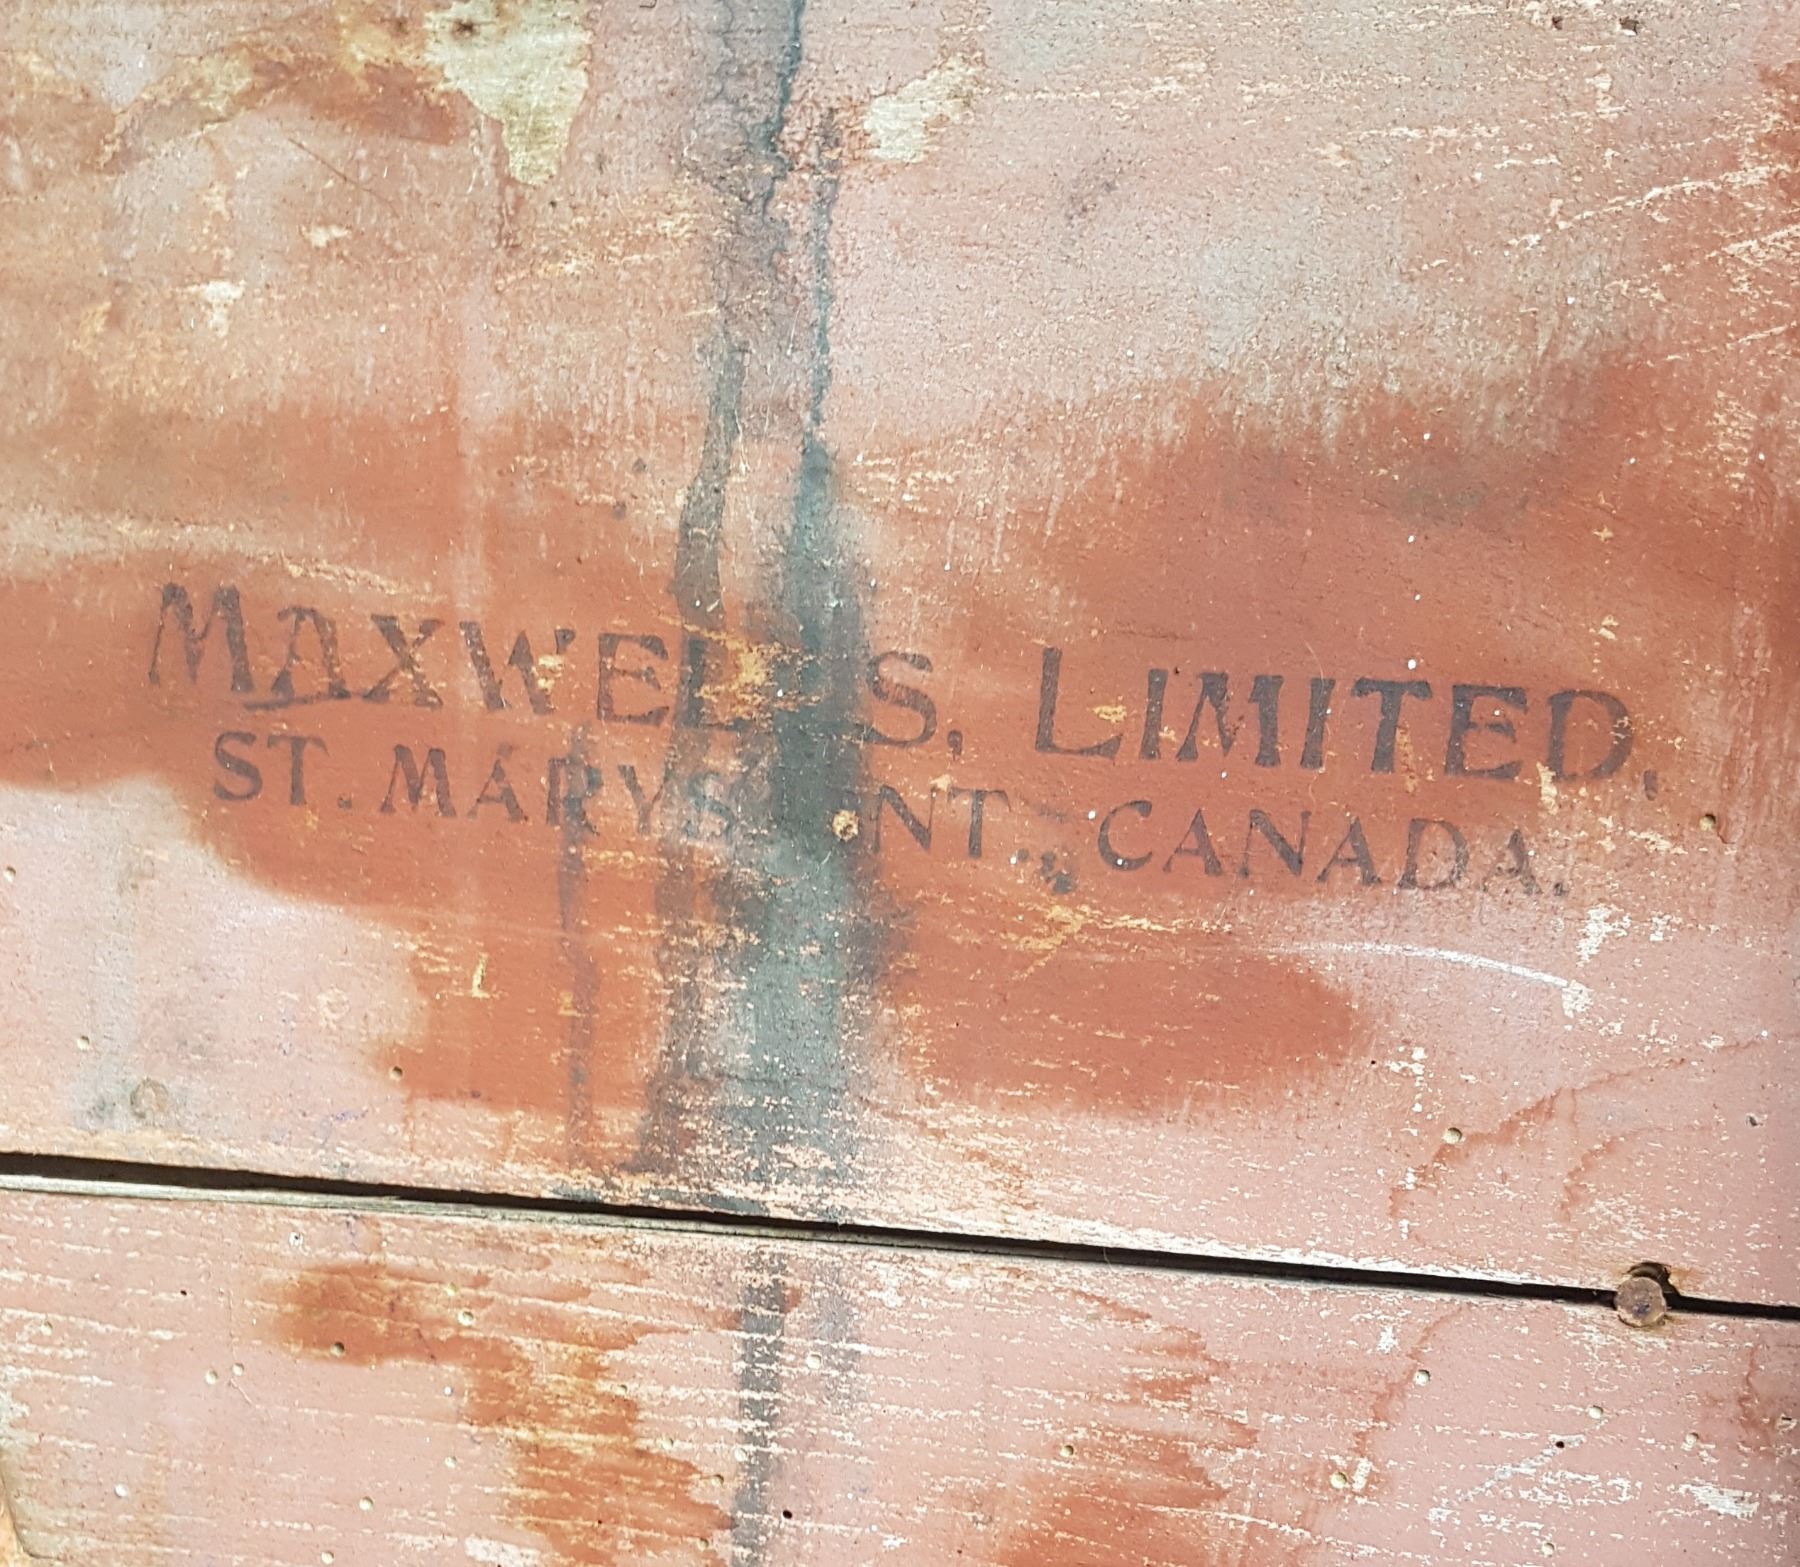 MAXWELLS, LIMITED,
ST. MARYS ONT., CANADA.